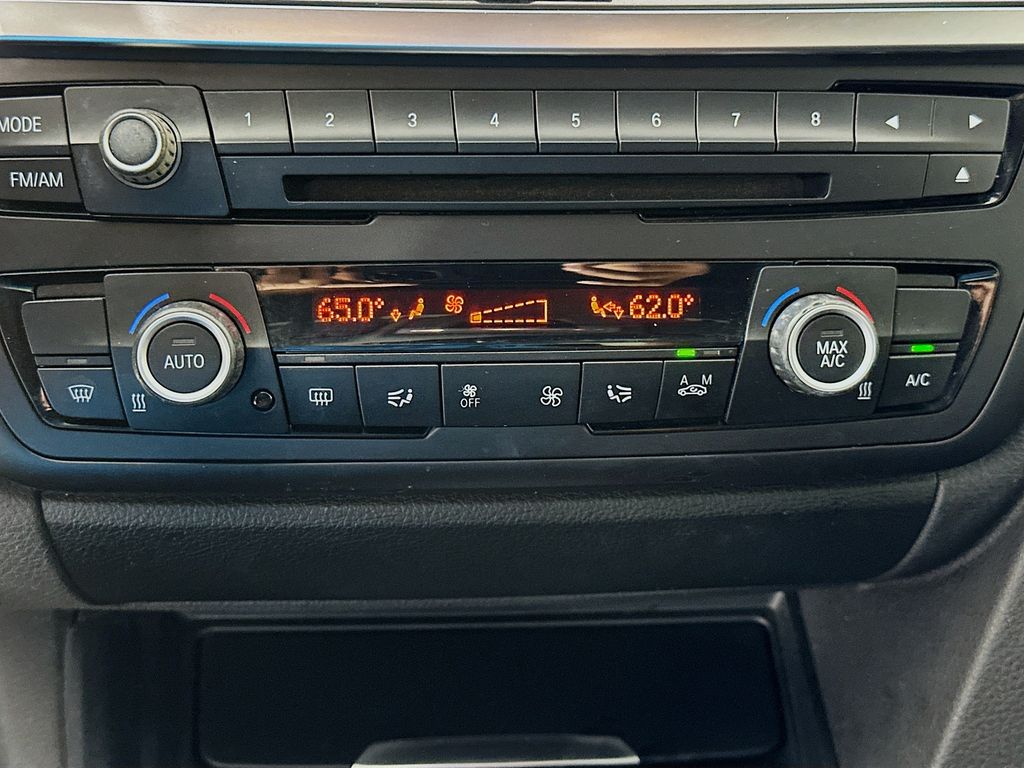 MODE
1 2 3 4 5 6 7 8
FM/AM
65.0° 62.0°
AUTO
MAX
A/C
A/C
OFF
A M